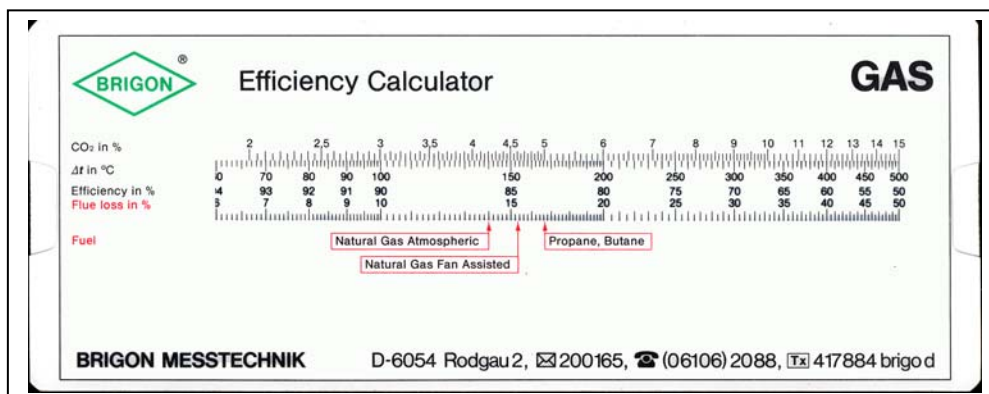 BRIGON ®
Efficiency Calculator
GAS
CO₂ in % 2 2,5 3 3,5 4 4,5 5 6 7 8 9 10 11 12 13 14 15
Δt in °C 70 80 90 100 150 200 250 300 350 400 450 500
Efficiency in % 93 92 91 90 85 80 75 70 65 60 55 50
Flue loss in % 7 8 9 10 15 20 25 30 35 40 45 50
Fuel
Natural Gas Atmospheric
Propane, Butane
Natural Gas Fan Assisted
BRIGON MESSTECHNIK D-6054 Rodgau 2, ✉ 200165, ☎ (06106) 2088, Tx 417884 brigo d